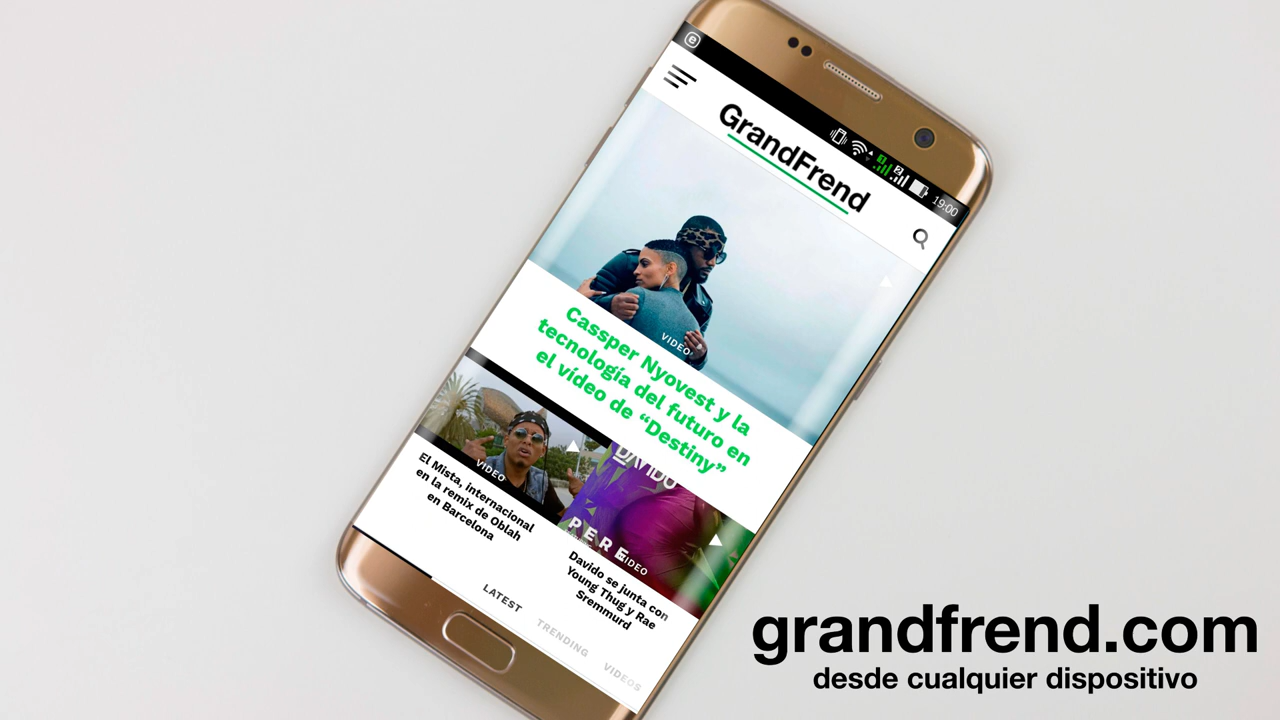 19:00
GrandFrend
VIDEO
Cassper Nyovest y la
tecnología del futuro en
el vídeo de “Destiny”
VIDEO
El Mista, internacional
en la remix de Oblah
en Barcelona
DAVIDO
PERE
VIDEO
Davido se junta con
Young Thug y Rae
Sremmurd
LATEST
TRENDING
VIDEOS
grandfrend.com
desde cualquier dispositivo